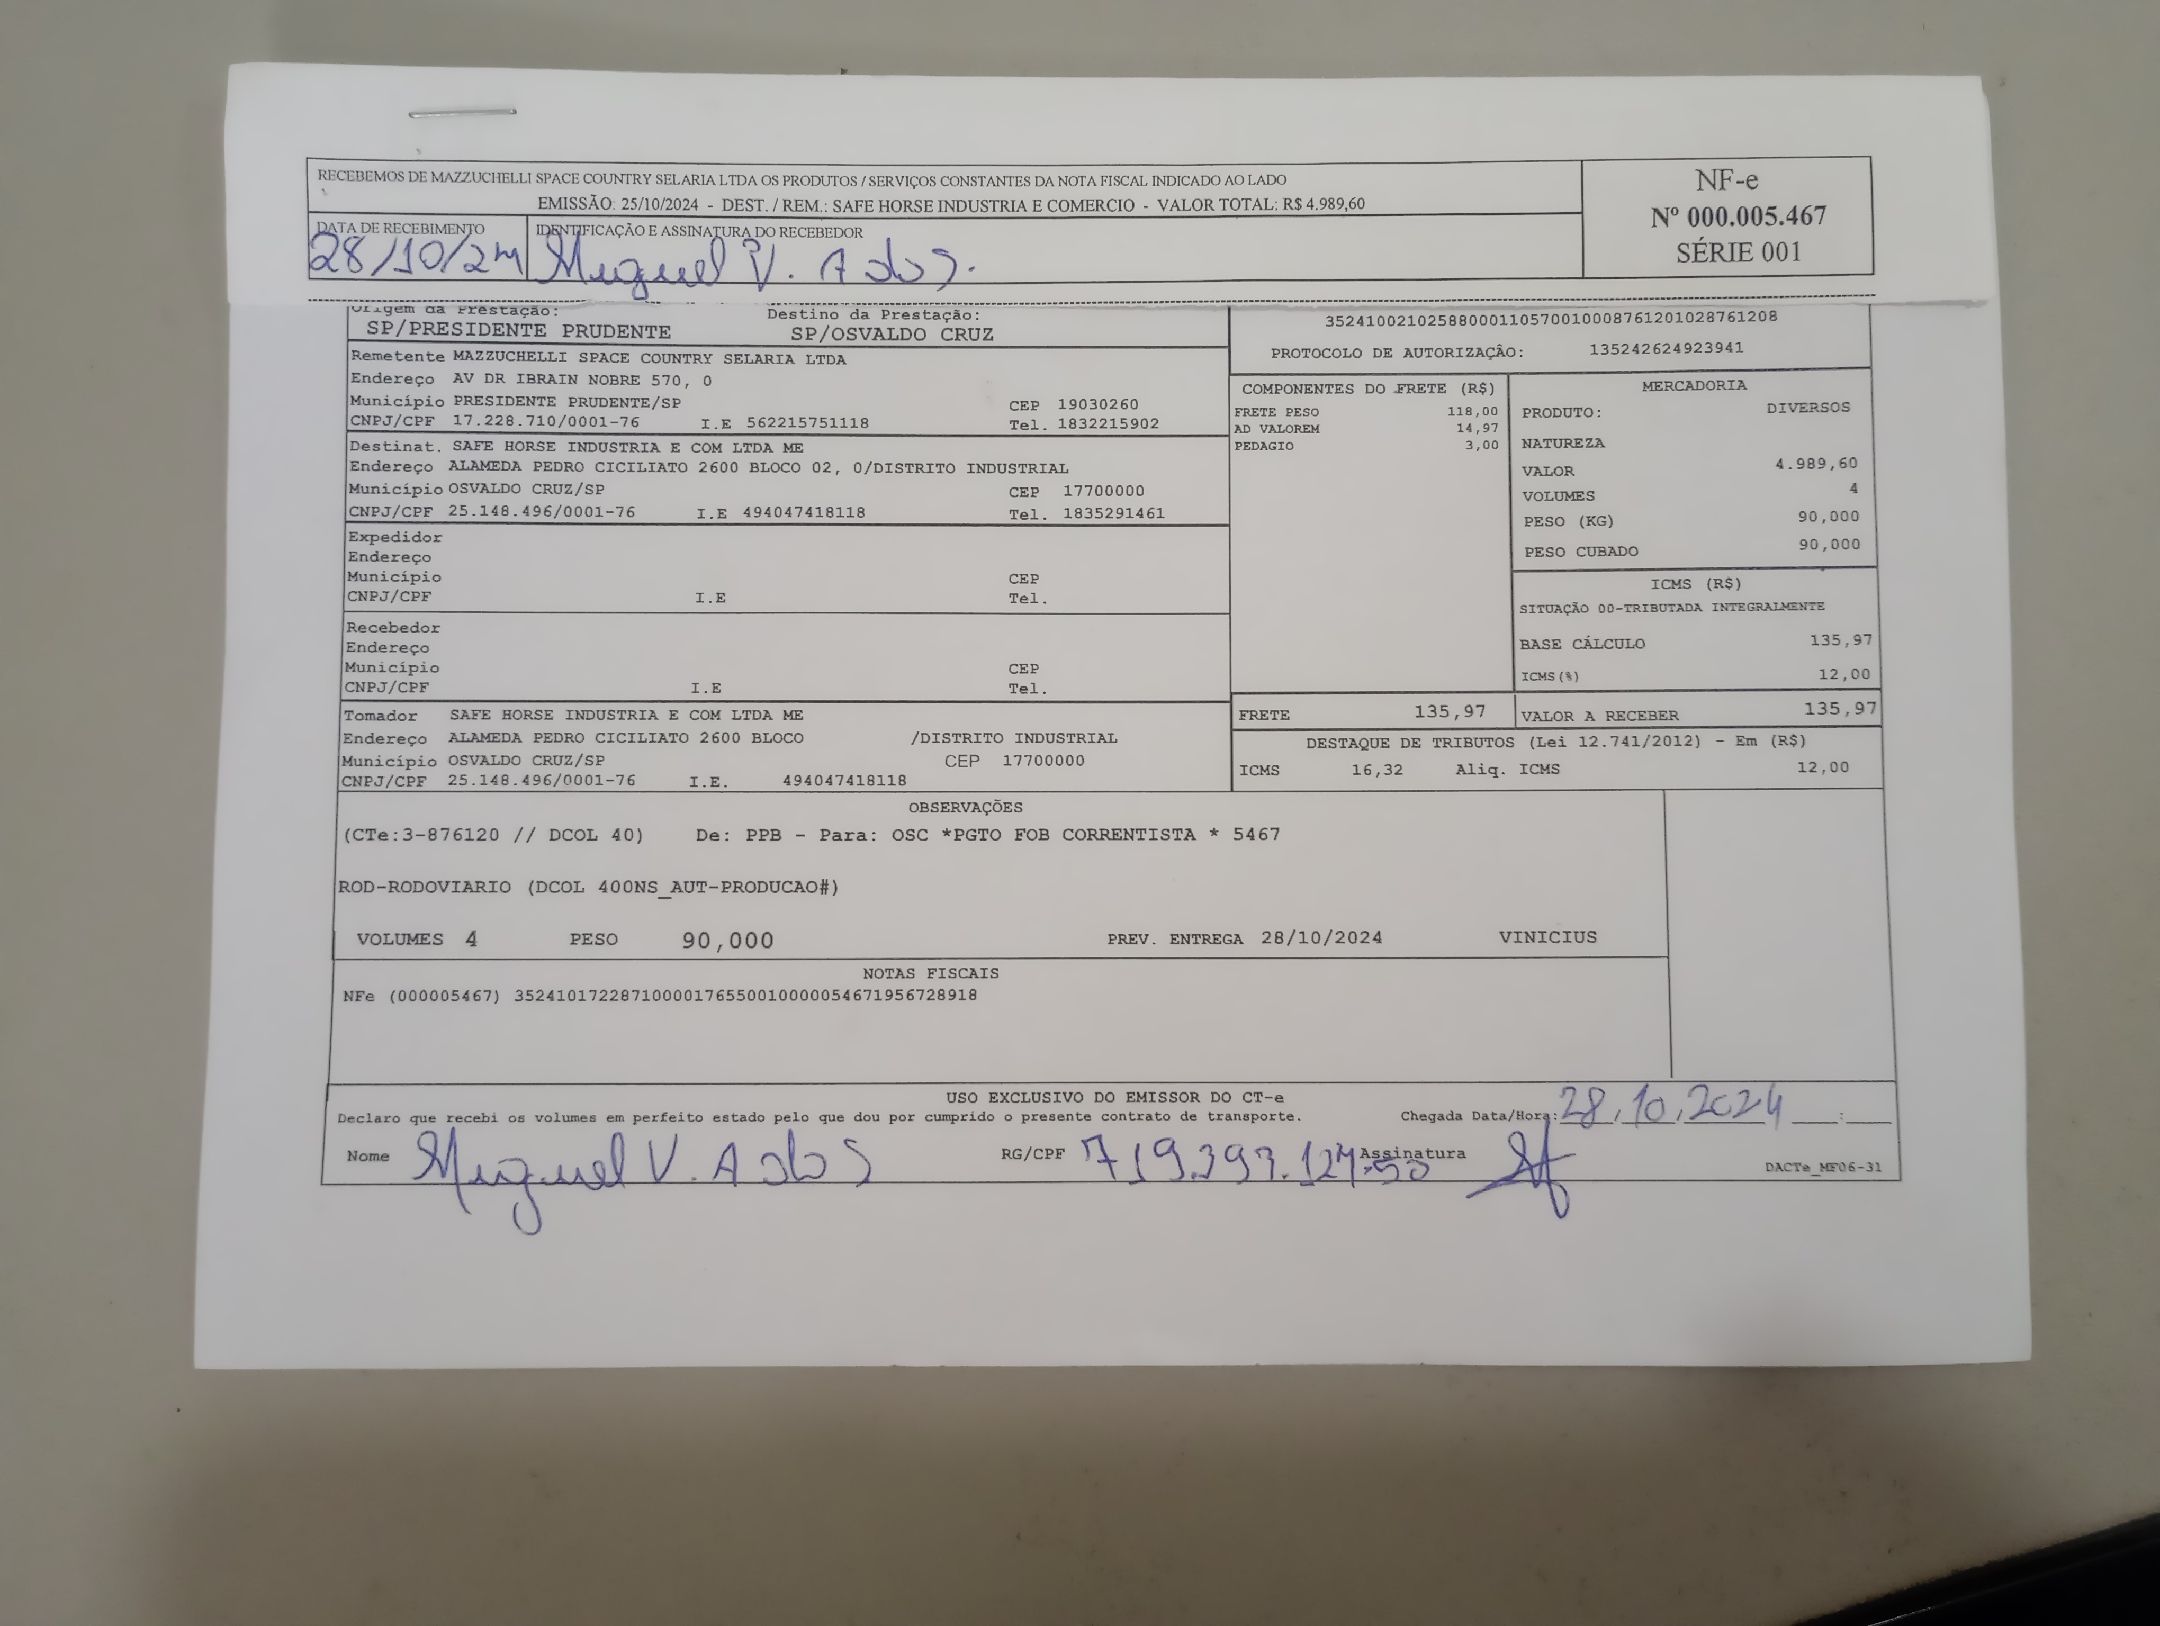 RECEBEMOS DE MAZZUCHELLI SPACE COUNTRY SELARIA LTDA OS PRODUTOS / SERVIÇOS CONSTANTES DA NOTA FISCAL INDICADO AO LADO
EMISSÃO: 25/10/2024 - DEST. / REM.: SAFE HORSE INDUSTRIA E COMERCIO - VALOR TOTAL: R$ 4.989,60
NF-e
Nº 000.005.467
SÉRIE 001
DATA DE RECEBIMENTO
28/10/24
IDENTIFICAÇÃO E ASSINATURA DO RECEBEDOR
Miguel V. A dos S.
Origem da Prestação: Destino da Prestação:
SP/PRESIDENTE PRUDENTE SP/OSVALDO CRUZ
Remetente MAZZUCHELLI SPACE COUNTRY SELARIA LTDA
Endereço AV DR IBRAIN NOBRE 570, 0
Município PRESIDENTE PRUDENTE/SP CEP 19030260
CNPJ/CPF 17.228.710/0001-76 I.E 562215751118 Tel. 1832215902
Destinat. SAFE HORSE INDUSTRIA E COM LTDA ME
Endereço ALAMEDA PEDRO CICILIATO 2600 BLOCO 02, 0/DISTRITO INDUSTRIAL
Município OSVALDO CRUZ/SP CEP 17700000
CNPJ/CPF 25.148.496/0001-76 I.E 494047418118 Tel. 1835291461
Expedidor
Endereço
Município CEP
CNPJ/CPF I.E Tel.
Recebedor
Endereço
Município CEP
CNPJ/CPF I.E Tel.
Tomador SAFE HORSE INDUSTRIA E COM LTDA ME
Endereço ALAMEDA PEDRO CICILIATO 2600 BLOCO /DISTRITO INDUSTRIAL
Município OSVALDO CRUZ/SP CEP 17700000
CNPJ/CPF 25.148.496/0001-76 I.E. 494047418118
35241002102588000110570010008761201028761208
PROTOCOLO DE AUTORIZAÇÃO: 135242624923941
COMPONENTES DO FRETE (R$)
FRETE PESO 118,00
AD VALOREM 14,97
PEDAGIO 3,00
MERCADORIA
PRODUTO: DIVERSOS
NATUREZA
VALOR 4.989,60
VOLUMES 4
PESO (KG) 90,000
PESO CUBADO 90,000
ICMS (R$)
SITUAÇÃO 00-TRIBUTADA INTEGRALMENTE
BASE CÁLCULO 135,97
ICMS(%) 12,00
FRETE 135,97 VALOR A RECEBER 135,97
DESTAQUE DE TRIBUTOS (Lei 12.741/2012) - Em (R$)
ICMS 16,32 Aliq. ICMS 12,00
OBSERVAÇÕES
(CTe:3-876120 // DCOL 40) De: PPB - Para: OSC *PGTO FOB CORRENTISTA * 5467
ROD-RODOVIARIO (DCOL 400NS_AUT-PRODUCAO#)
VOLUMES 4 PESO 90,000 PREV. ENTREGA 28/10/2024 VINICIUS
NOTAS FISCAIS
NFe (000005467) 35241017228710000176550010000054671956728918
USO EXCLUSIVO DO EMISSOR DO CT-e
Declaro que recebi os volumes em perfeito estado pelo que dou por cumprido o presente contrato de transporte. Chegada Data/Hora: 28,10,2024 __:__
Nome Miguel V. A dos S RG/CPF Assinatura
DACTe_MF06-31